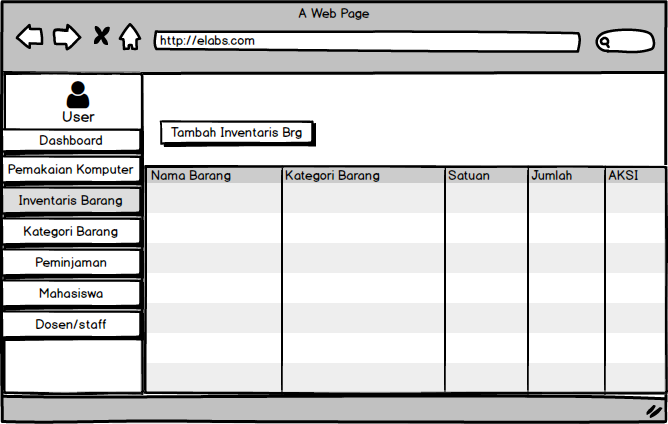 A Web Page
http://elabs.com
User
Dashboard
Pemakaian Komputer
Inventaris Barang
Kategori Barang
Peminjaman
Mahasiswa
Dosen/staff
Tambah Inventaris Brg
Nama Barang Kategori Barang Satuan Jumlah AKSI